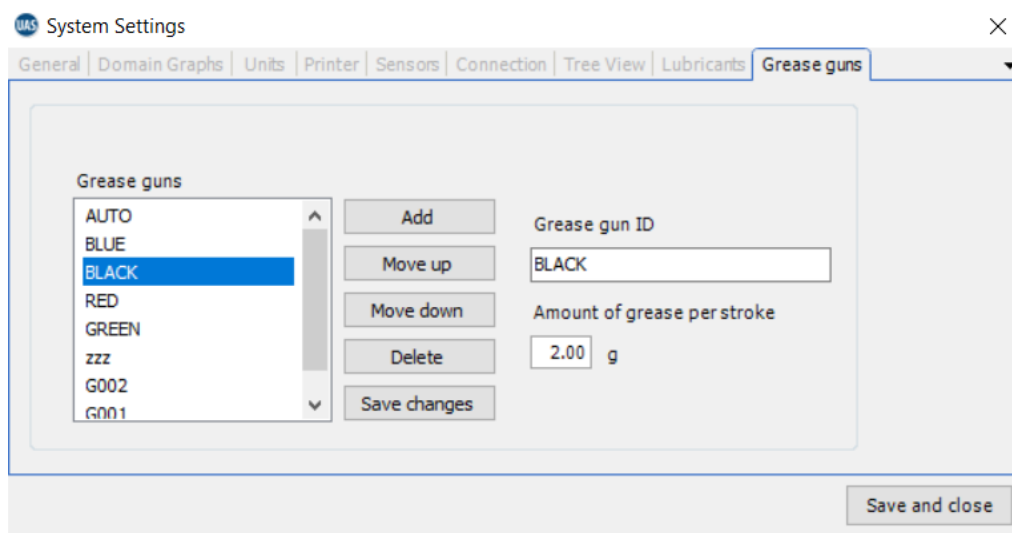 UAS System Settings
General Domain Graphs Units Printer Sensors Connection Tree View Lubricants Grease guns
Grease guns
AUTO
BLUE
BLACK
RED
GREEN
zzz
G002
G001
Add
Move up
Move down
Delete
Save changes
Grease gun ID
BLACK
Amount of grease per stroke
2.00 g
Save and close